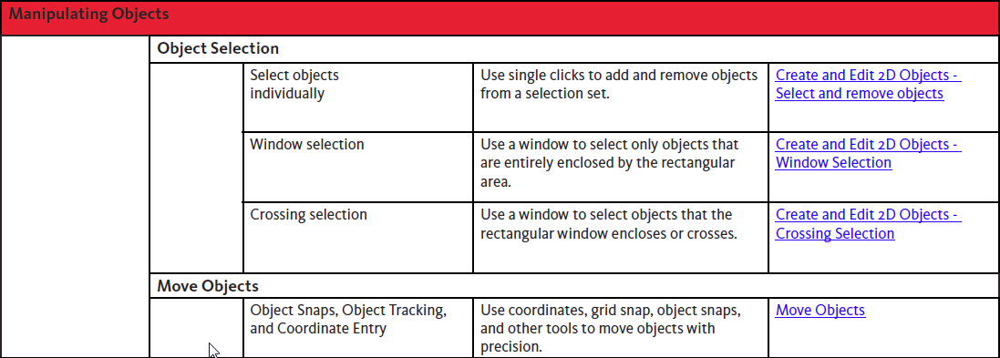 Manipulating Objects
Object Selection
Select objects
individually
Use single clicks to add and remove objects
from a selection set.
Create and Edit 2D Objects -
Select and remove objects
Window selection
Use a window to select only objects that
are entirely enclosed by the rectangular
area.
Create and Edit 2D Objects -
Window Selection
Crossing selection
Use a window to select objects that the
rectangular window encloses or crosses.
Create and Edit 2D Objects -
Crossing Selection
Move Objects
Object Snaps, Object Tracking,
and Coordinate Entry
Use coordinates, grid snap, object snaps,
and other tools to move objects with
precision.
Move Objects